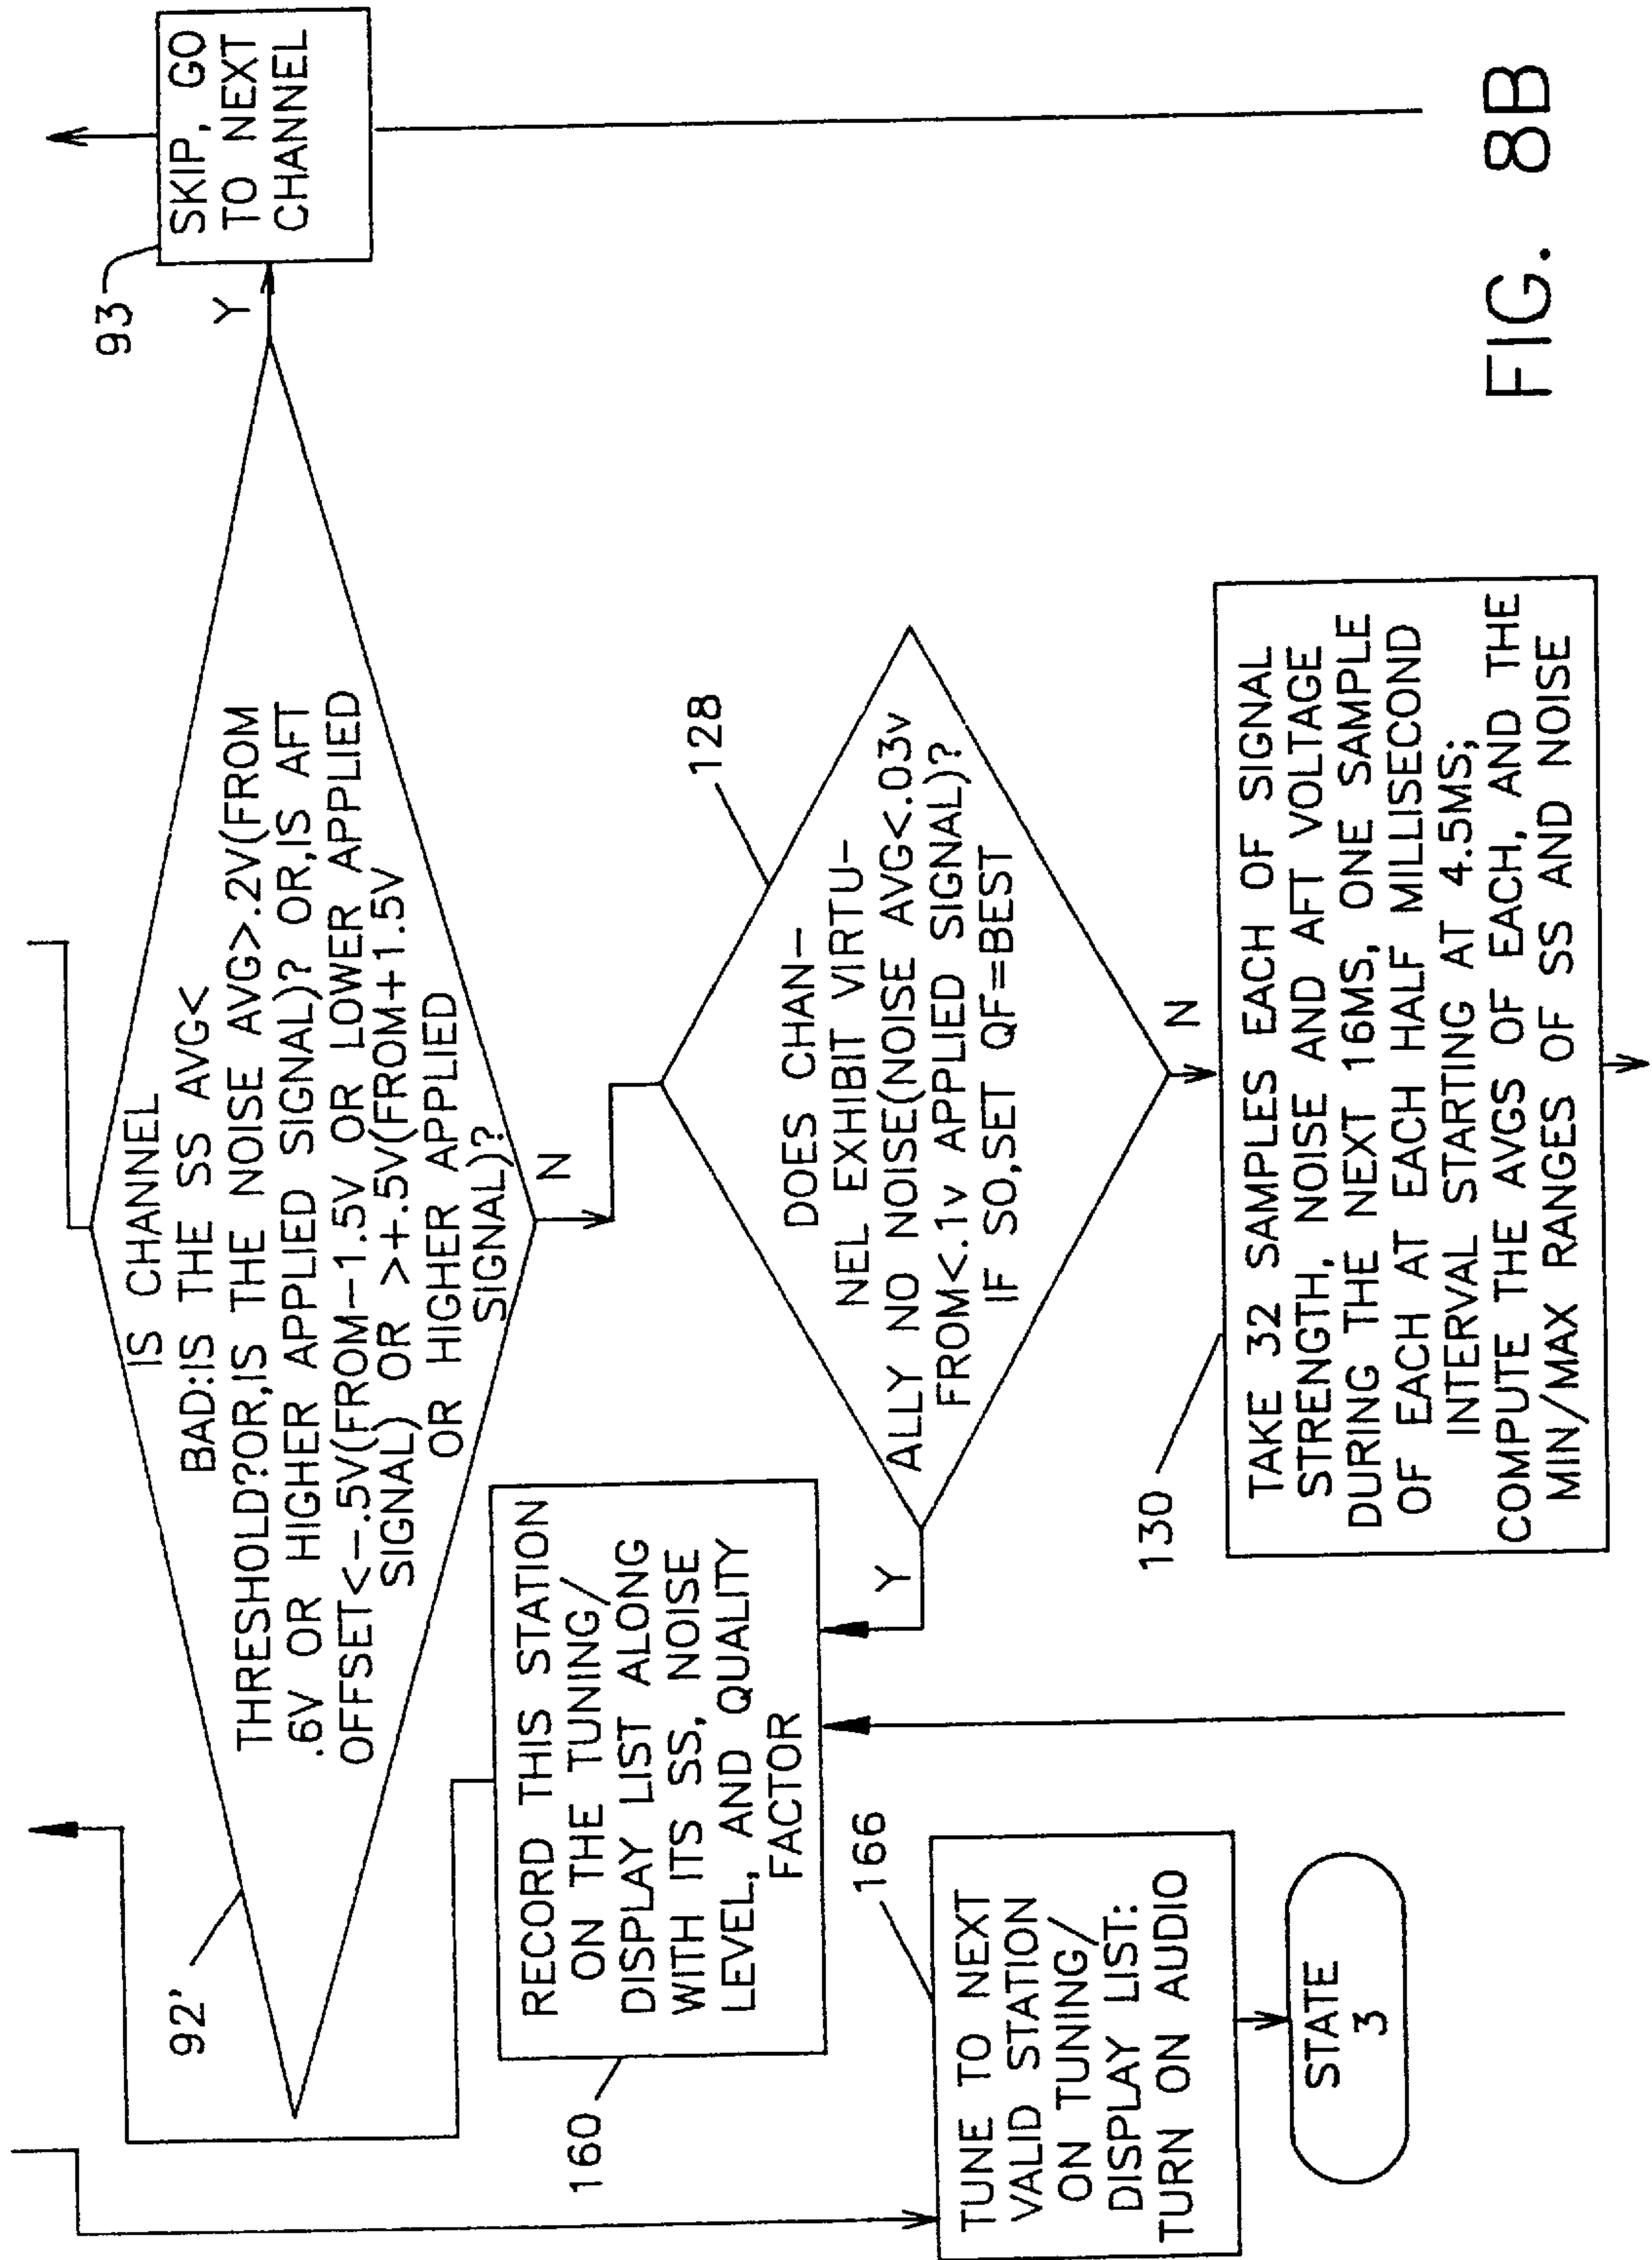 IS CHANNEL
BAD:IS THE SS AVG<
THRESHOLD?OR,IS THE NOISE AVG>.2V(FROM
.6V OR HIGHER APPLIED SIGNAL)? OR,IS AFT
OFFSET<-.5V(FROM-1.5V OR LOWER APPLIED
SIGNAL) OR >+.5V(FROM+1.5V
OR HIGHER APPLIED
SIGNAL)?
92'
Y
N
93
SKIP, GO
TO NEXT
CHANNEL
DOES CHAN-
NEL EXHIBIT VIRTU-
ALLY NO NOISE(NOISE AVG<.03v
FROM<.1v APPLIED SIGNAL)?
IF SO,SET QF=BEST
128
Y
N
RECORD THIS STATION
ON THE TUNING/
DISPLAY LIST ALONG
WITH ITS SS, NOISE
LEVEL, AND QUALITY
FACTOR
160
166
TUNE TO NEXT
VALID STATION
ON TUNING/
DISPLAY LIST:
TURN ON AUDIO
STATE
3
130
TAKE 32 SAMPLES EACH OF SIGNAL
STRENGTH, NOISE AND AFT VOLTAGE
DURING THE NEXT 16MS, ONE SAMPLE
OF EACH AT EACH HALF MILLISECOND
INTERVAL STARTING AT 4.5MS;
COMPUTE THE AVGS OF EACH, AND THE
MIN/MAX RANGES OF SS AND NOISE
FIG. 8B